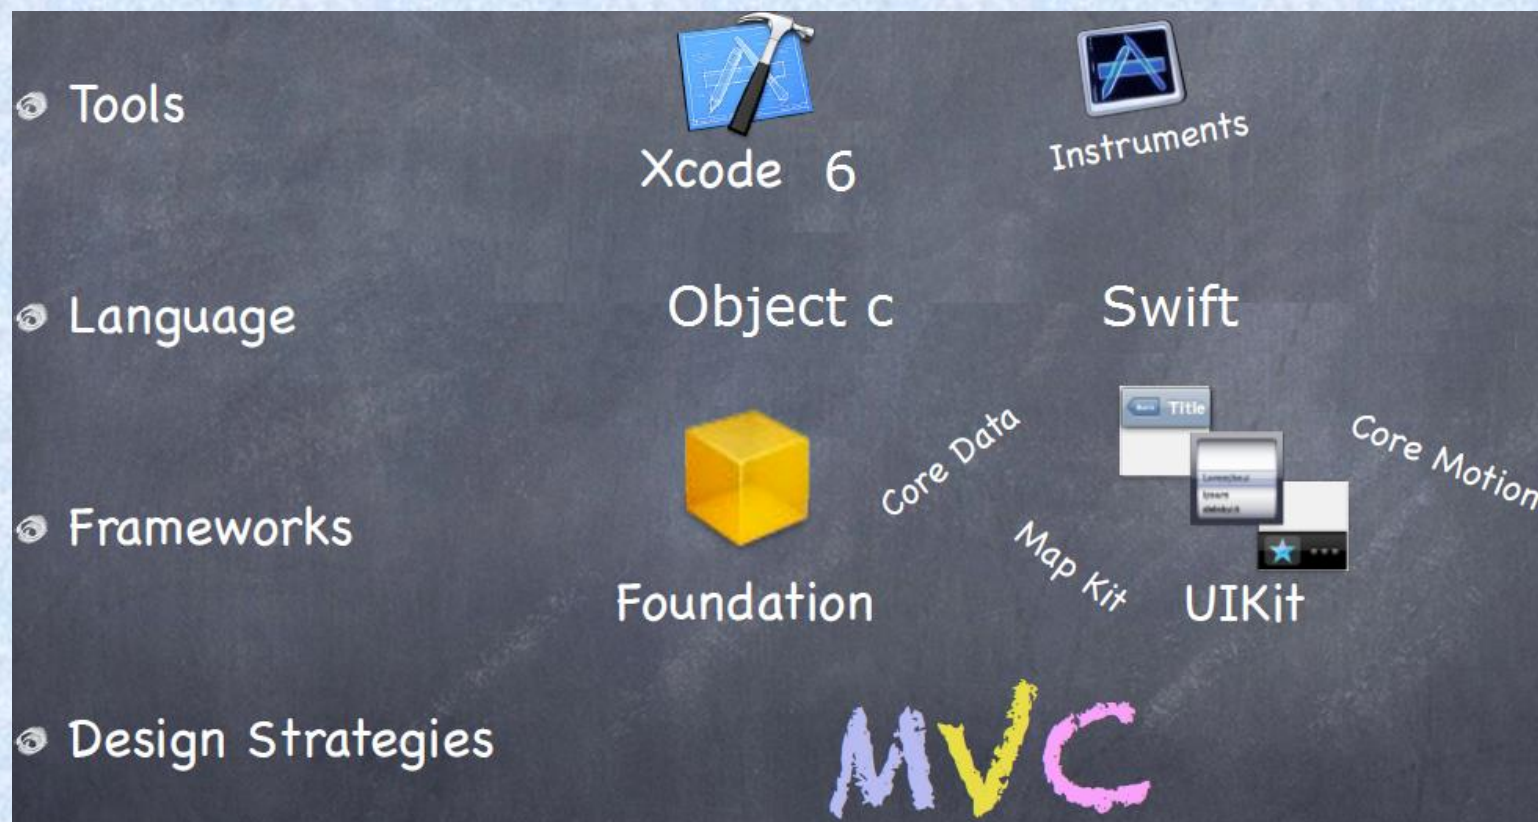 Tools
Xcode 6
Instruments
Language
Object c
Swift
Title
Frameworks
Core Data
Map Kit
Core Motion
Foundation
UIKit
Design Strategies
MVC